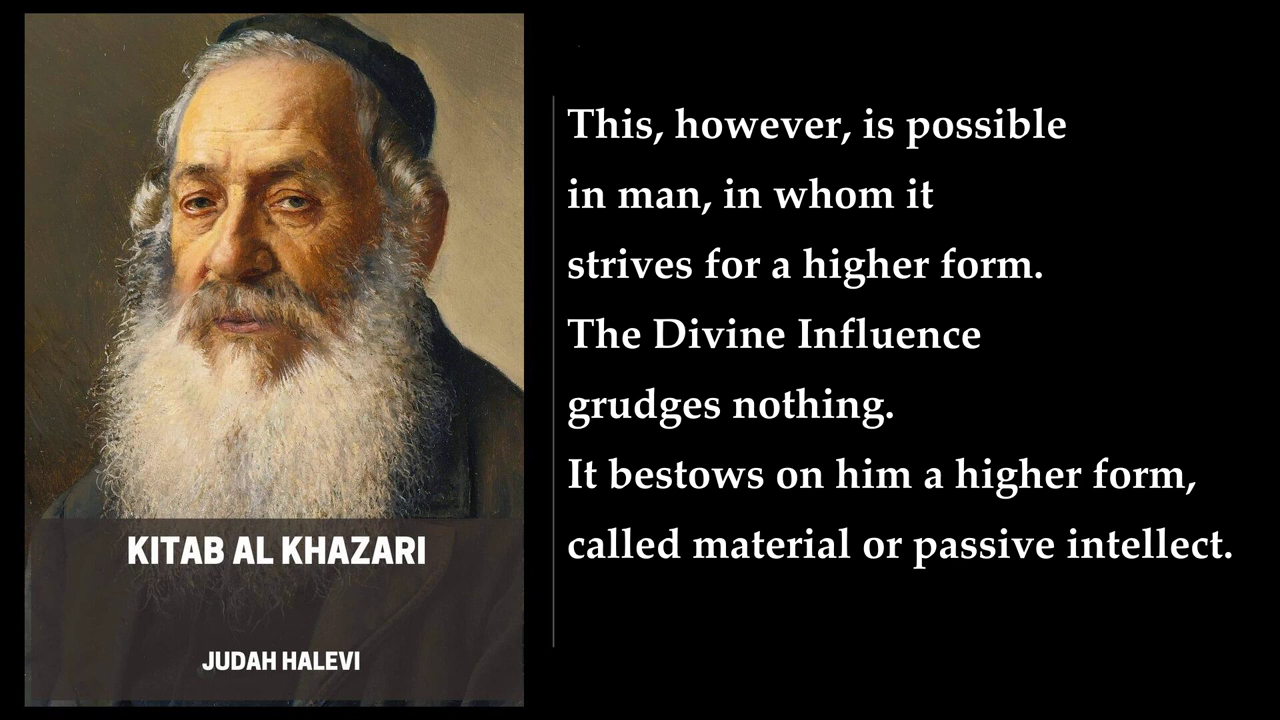 KITAB AL KHAZARI
JUDAH HALEVI
This, however, is possible
in man, in whom it
strives for a higher form.
The Divine Influence
grudges nothing.
It bestows on him a higher form,
called material or passive intellect.